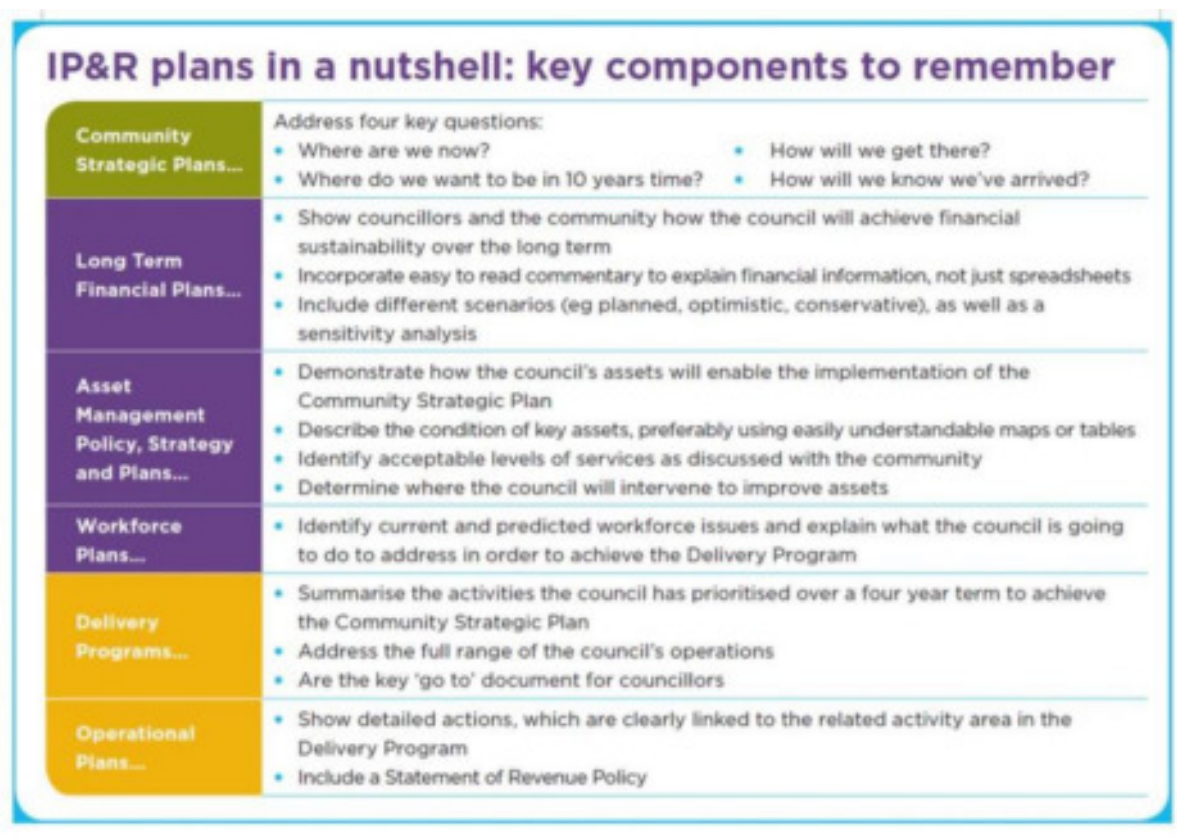 IP&R plans in a nutshell: key components to remember
Community
Strategic Plans...
Address four key questions:
• Where are we now?
• Where do we want to be in 10 years time?
• How will we get there?
• How will we know we've arrived?
Long Term
Financial Plans...
• Show councillors and the community how the council will achieve financial
sustainability over the long term
• Incorporate easy to read commentary to explain financial information, not just spreadsheets
• Include different scenarios (eg planned, optimistic, conservative), as well as a
sensitivity analysis
Asset
Management
Policy, Strategy
and Plans...
• Demonstrate how the council's assets will enable the implementation of the
Community Strategic Plan
• Describe the condition of key assets, preferably using easily understandable maps or tables
• Identify acceptable levels of services as discussed with the community
• Determine where the council will intervene to improve assets
Workforce
Plans...
• Identify current and predicted workforce issues and explain what the council is going
to do to address in order to achieve the Delivery Program
Delivery
Programs...
• Summarise the activities the council has prioritised over a four year term to achieve
the Community Strategic Plan
• Address the full range of the council's operations
• Are the key 'go to' document for councillors
Operational
Plans...
• Show detailed actions, which are clearly linked to the related activity area in the
Delivery Program
• Include a Statement of Revenue Policy